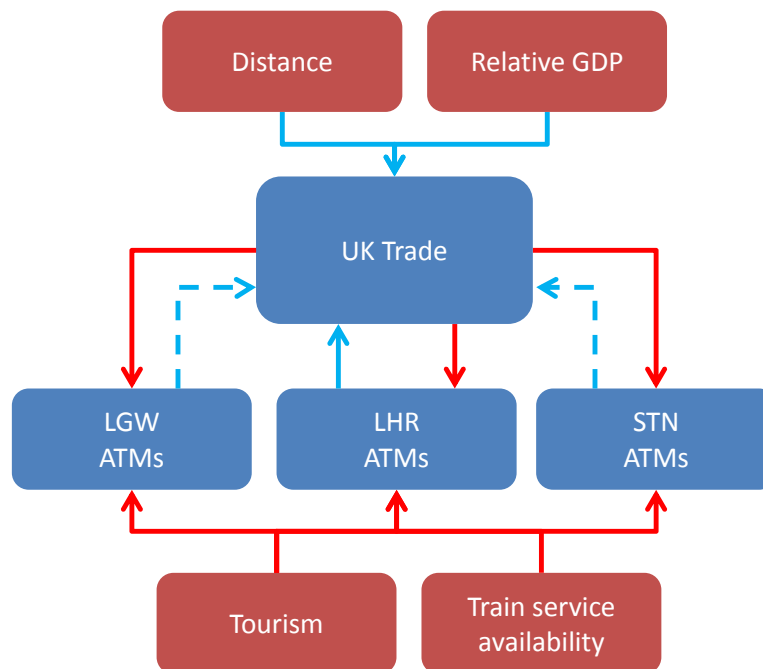 Distance
Relative GDP
UK Trade
LGW
ATMs
LHR
ATMs
STN
ATMs
Tourism
Train service
availability